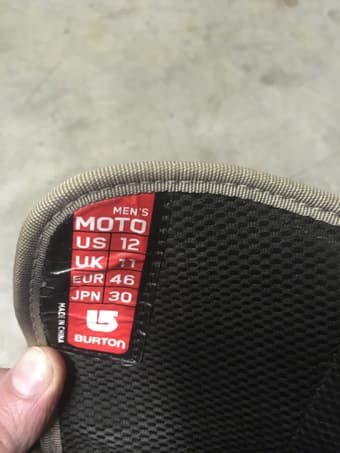 MEN'S
MOTO
US 12
UK 11
EUR 46
JPN 30
BURTON
MADE IN CHINA